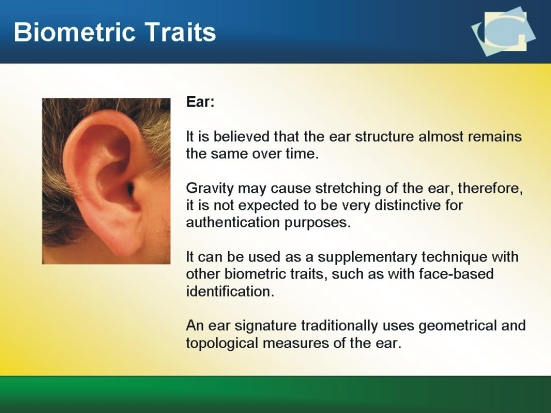 Biometric Traits
Ear:
It is believed that the ear structure almost remains
the same over time.
Gravity may cause stretching of the ear, therefore,
it is not expected to be very distinctive for
authentication purposes.
It can be used as a supplementary technique with
other biometric traits, such as with face-based
identification.
An ear signature traditionally uses geometrical and
topological measures of the ear.